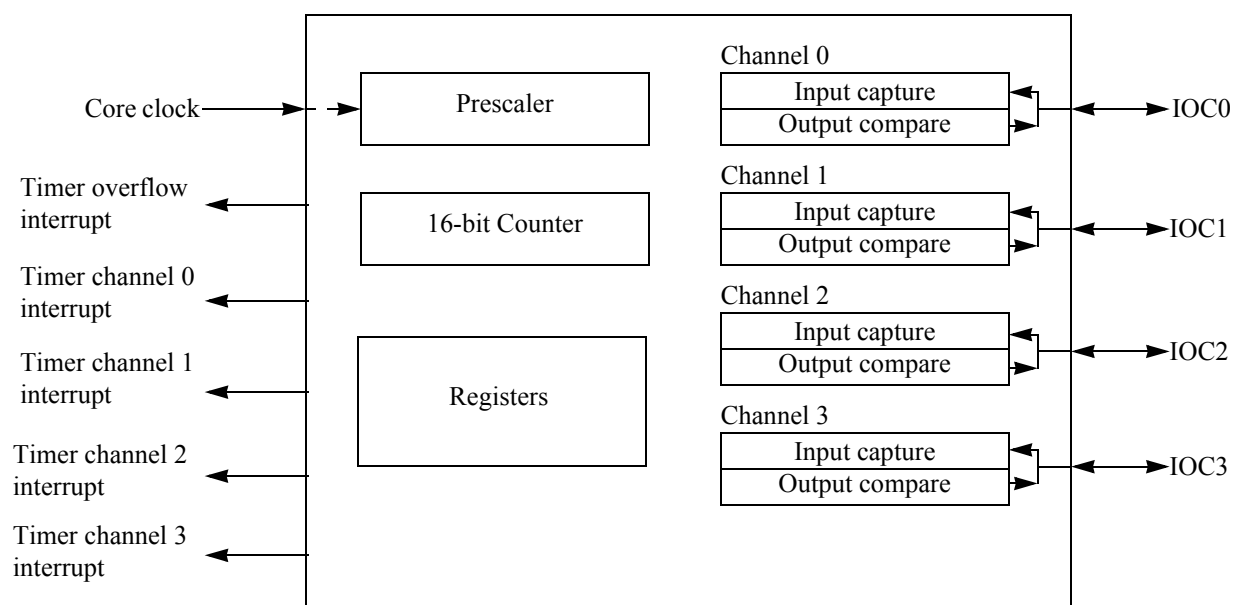 Core clock
Timer overflow
interrupt
Timer channel 0
interrupt
Timer channel 1
interrupt
Timer channel 2
interrupt
Timer channel 3
interrupt
Prescaler
16-bit Counter
Registers
Channel 0
Input capture
Output compare
IOC0
Channel 1
Input capture
Output compare
IOC1
Channel 2
Input capture
Output compare
IOC2
Channel 3
Input capture
Output compare
IOC3